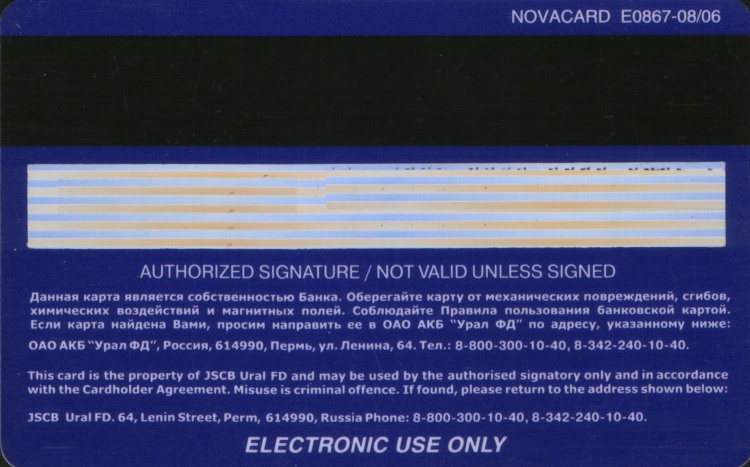 NOVACARD E0867-08/06
AUTHORIZED SIGNATURE / NOT VALID UNLESS SIGNED
Данная карта является собственностью Банка. Оберегайте карту от механических повреждений, сгибов,
химических воздействий и магнитных полей. Соблюдайте Правила пользования банковской картой.
Если карта найдена Вами, просим направить ее в ОАО АКБ "Урал ФД" по адресу, указанному ниже:
ОАО АКБ "Урал ФД", Россия, 614990, Пермь, ул. Ленина, 64. Тел.: 8-800-300-10-40, 8-342-240-10-40.
This card is the property of JSCB Ural FD and may be used by the authorised signatory only and in accordance
with the Cardholder Agreement. Misuse is criminal offence. If found, please return to the address shown below:
JSCB Ural FD. 64, Lenin Street, Perm, 614990, Russia Phone: 8-800-300-10-40, 8-342-240-10-40.
ELECTRONIC USE ONLY